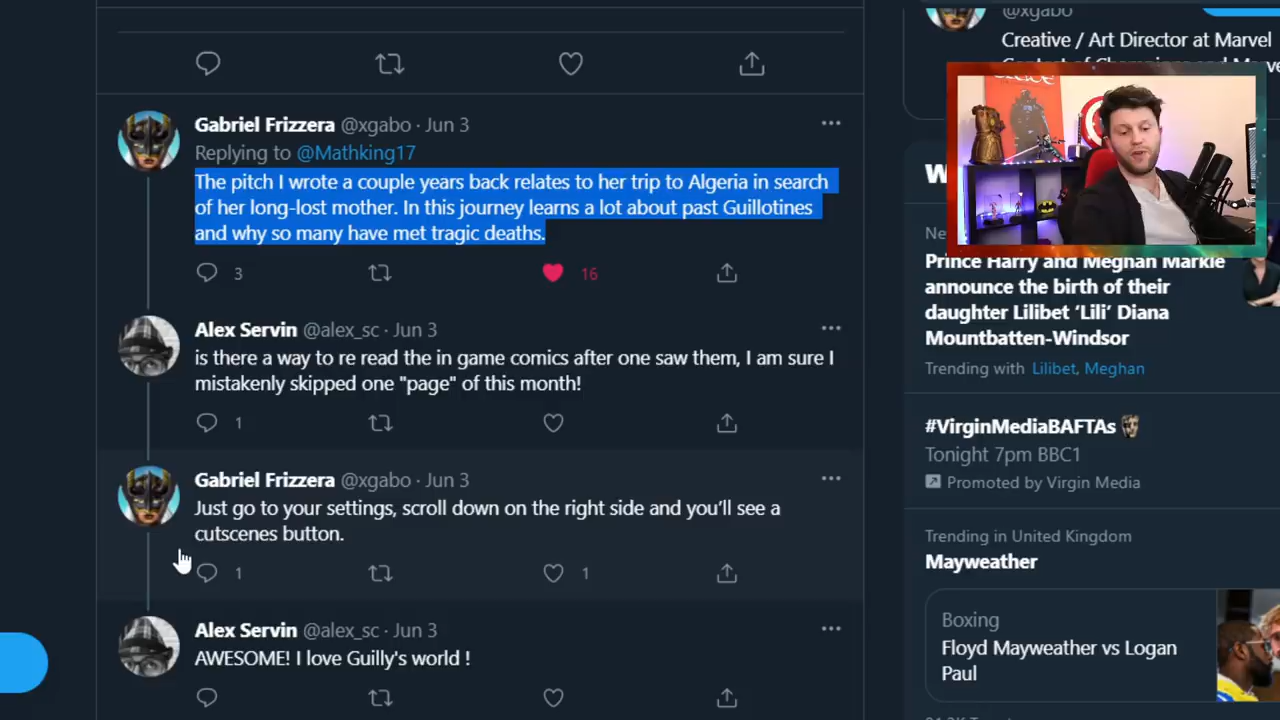 @xgabo
Creative / Art Director at Marvel
Gabriel Frizzera @xgabo · Jun 3
Replying to @Mathking17
The pitch I wrote a couple years back relates to her trip to Algeria in search
of her long-lost mother. In this journey learns a lot about past Guillotines
and why so many have met tragic deaths.
3
16
Alex Servin @alex_sc · Jun 3
is there a way to re read the in game comics after one saw them, I am sure I
mistakenly skipped one "page" of this month!
1
Gabriel Frizzera @xgabo · Jun 3
Just go to your settings, scroll down on the right side and you’ll see a
cutscenes button.
1
1
Alex Servin @alex_sc · Jun 3
AWESOME! I love Guilly's world !
Prince Harry and Meghan Markle
announce the birth of their
daughter Lilibet ‘Lili’ Diana
Mountbatten-Windsor
Trending with Lilibet, Meghan
#VirginMediaBAFTAs
Tonight 7pm BBC1
Promoted by Virgin Media
Trending in United Kingdom
Mayweather
Boxing
Floyd Mayweather vs Logan
Paul